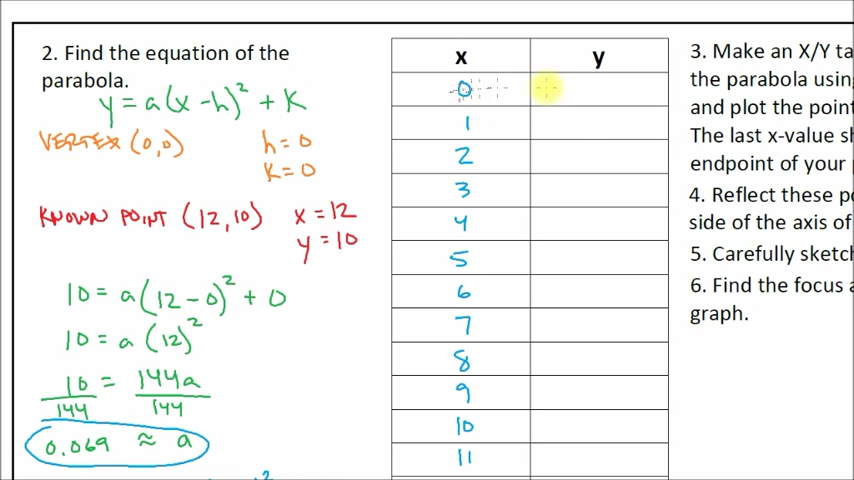 2. Find the equation of the
parabola.
y = a(x - h)² + k
VERTEX (0,0)
h = 0
k = 0
KNOWN POINT (12, 10)
x = 12
y = 10
10 = a(12 - 0)² + 0
10 = a(12)²
10 = 144a
144 144
0.069 ≈ a
2
x y
0
1
2
3
4
5
6
7
8
9
10
11
3. Make an X/Y ta
the parabola usin
and plot the point
The last x-value s
endpoint of your
4. Reflect these p
side of the axis of
5. Carefully sketc
6. Find the focus a
graph.